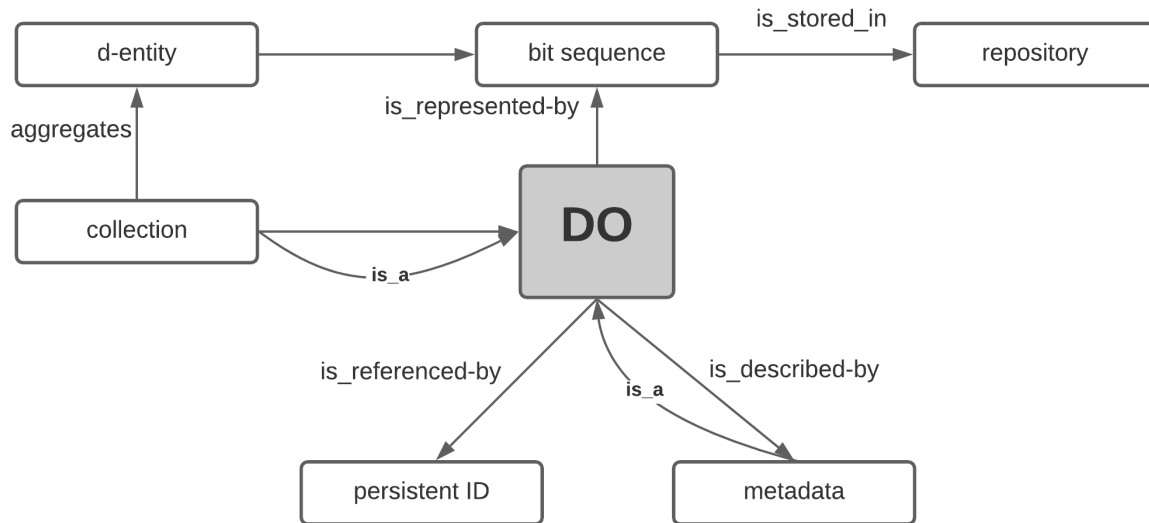 is_stored_in
d-entity
bit sequence
repository
is_represented-by
aggregates
collection
DO
is_a
is_referenced-by
is_described-by
is_a
persistent ID
metadata